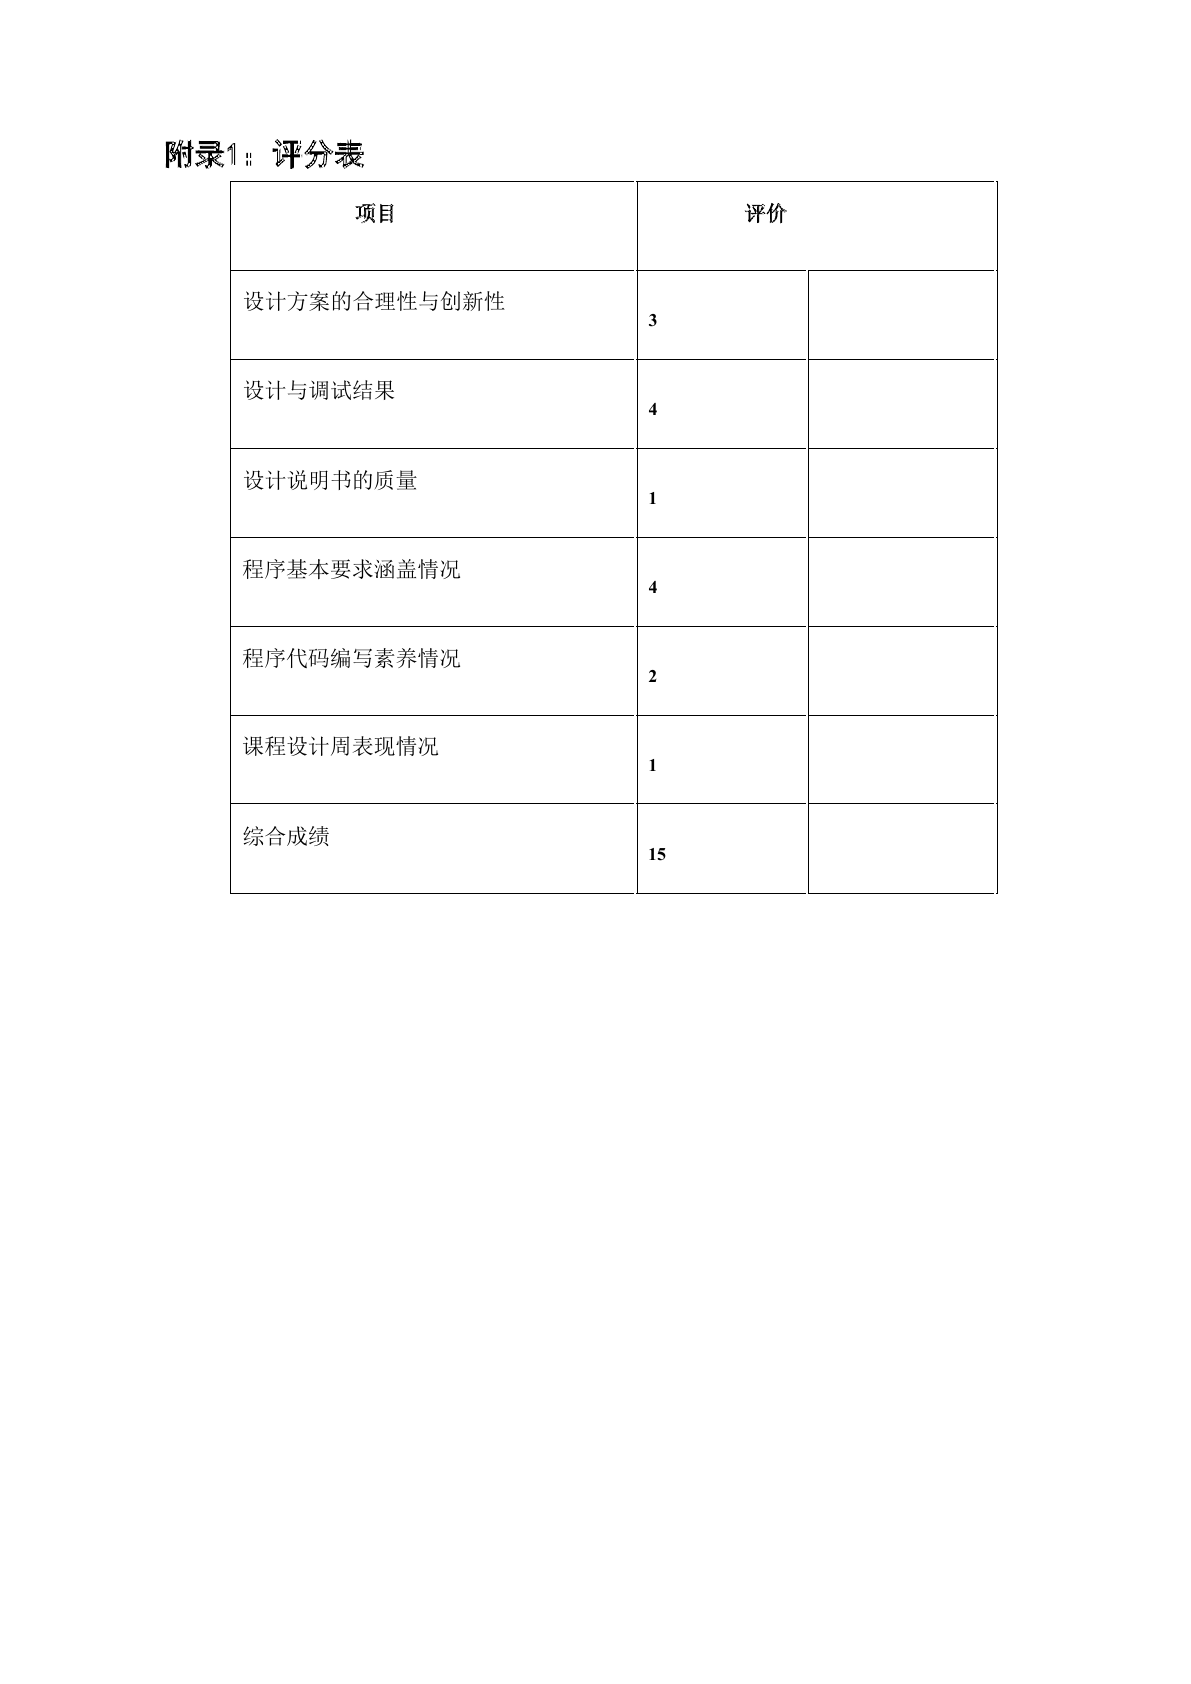 附录1：评分表
项目 评价
设计方案的合理性与创新性 3
设计与调试结果 4
设计说明书的质量 1
程序基本要求涵盖情况 4
程序代码编写素养情况 2
课程设计周表现情况 1
综合成绩 15